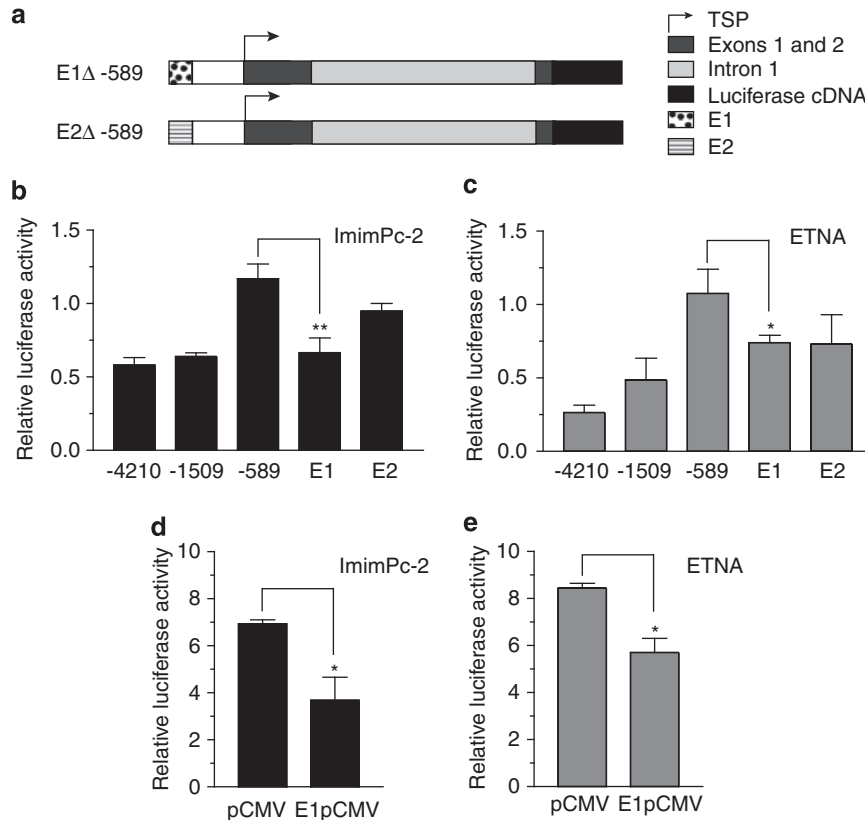 a
E1Δ -589
E2Δ -589
TSP
Exons 1 and 2
Intron 1
Luciferase cDNA
E1
E2
b
Relative luciferase activity
1.5
1.0
0.5
0.0
ImimPc-2
**
-4210 -1509 -589 E1 E2
c
Relative luciferase activity
1.5
1.0
0.5
0.0
ETNA
*
-4210 -1509 -589 E1 E2
d
Relative luciferase activity
10
8
6
4
2
0
ImimPc-2
*
pCMV E1pCMV
e
Relative luciferase activity
10
8
6
4
2
0
ETNA
*
pCMV E1pCMV